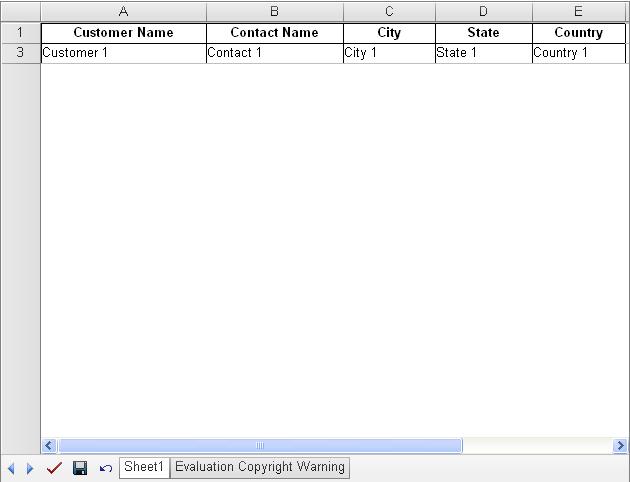 A B C D E
1 Customer Name Contact Name City State Country
3 Customer 1 Contact 1 City 1 State 1 Country 1
Sheet1 Evaluation Copyright Warning